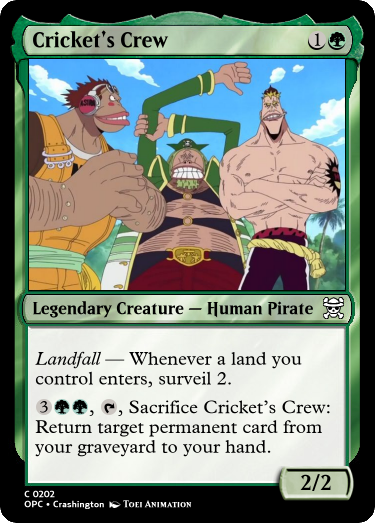 Cricket's Crew 1
Legendary Creature — Human Pirate
Landfall — Whenever a land you
control enters, surveil 2.
3, , Sacrifice Cricket's Crew:
Return target permanent card from
your graveyard to your hand.
2/2
C 0202
OPC • Crashington Toei Animation